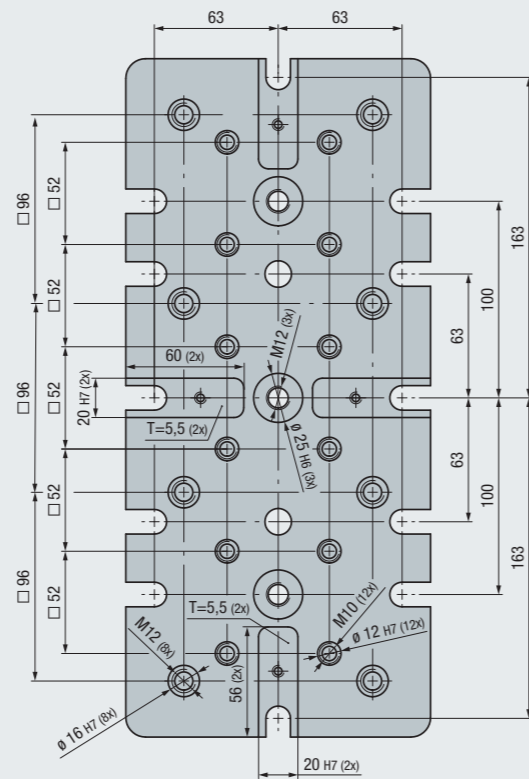 63 63
□ 96
□ 52
163
□ 52
100
63
M12 (3x)
60 (2x)
20 H7 (2x)
□ 96
□ 52
T=5,5 (2x)
ø 25 H6 (3x)
63
100
□ 52
163
□ 96
□ 52
T=5,5 (2x)
M10 (12x)
ø 12 H7 (12x)
M12 (8x)
56 (2x)
ø 16 H7 (8x)
20 H7 (2x)